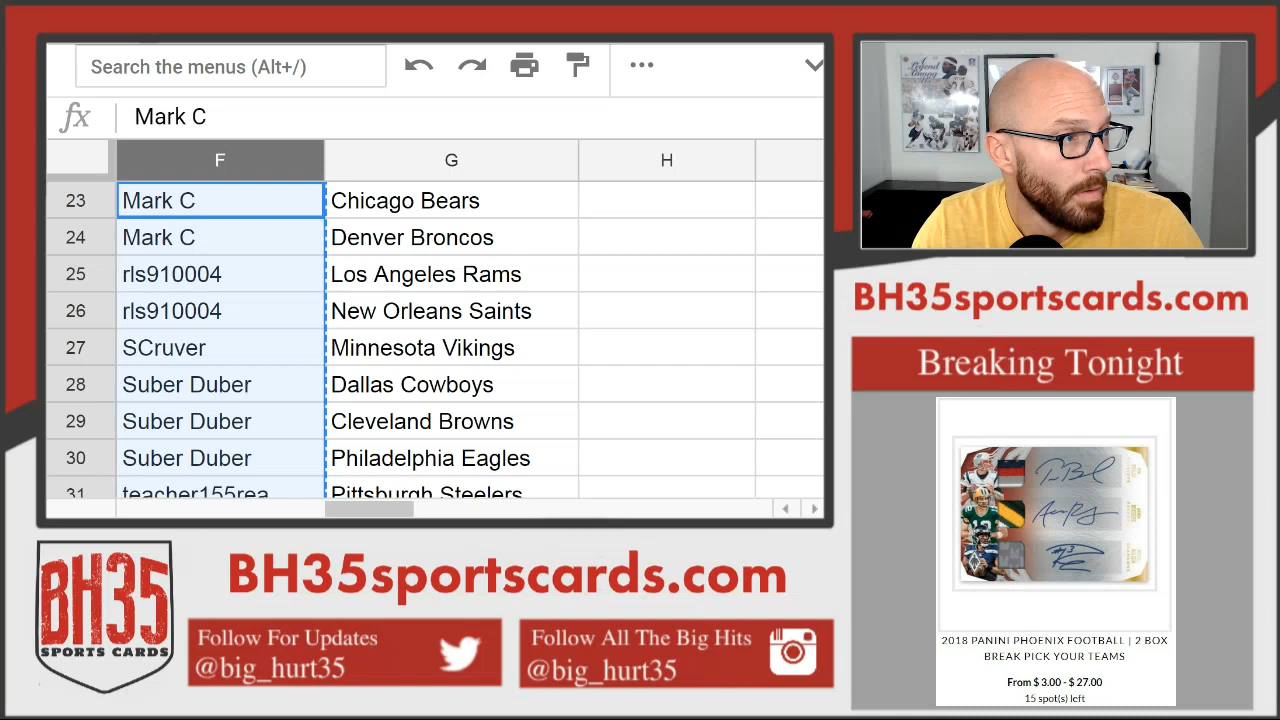 Search the menus (Alt+/)
fx Mark C
F G H
23 Mark C Chicago Bears
24 Mark C Denver Broncos
25 rls910004 Los Angeles Rams
26 rls910004 New Orleans Saints
27 SCruver Minnesota Vikings
28 Suber Duber Dallas Cowboys
29 Suber Duber Cleveland Browns
30 Suber Duber Philadelphia Eagles
31 teacher155rea Pittsburgh Steelers
BH35sportscards.com
Breaking Tonight
2018 PANINI PHOENIX FOOTBALL | 2 BOX
BREAK PICK YOUR TEAMS
From $ 3.00 - $ 27.00
15 spot(s) left
BH35
SPORTS CARDS
BH35sportscards.com
Follow For Updates
@big_hurt35
Follow All The Big Hits
@big_hurt35